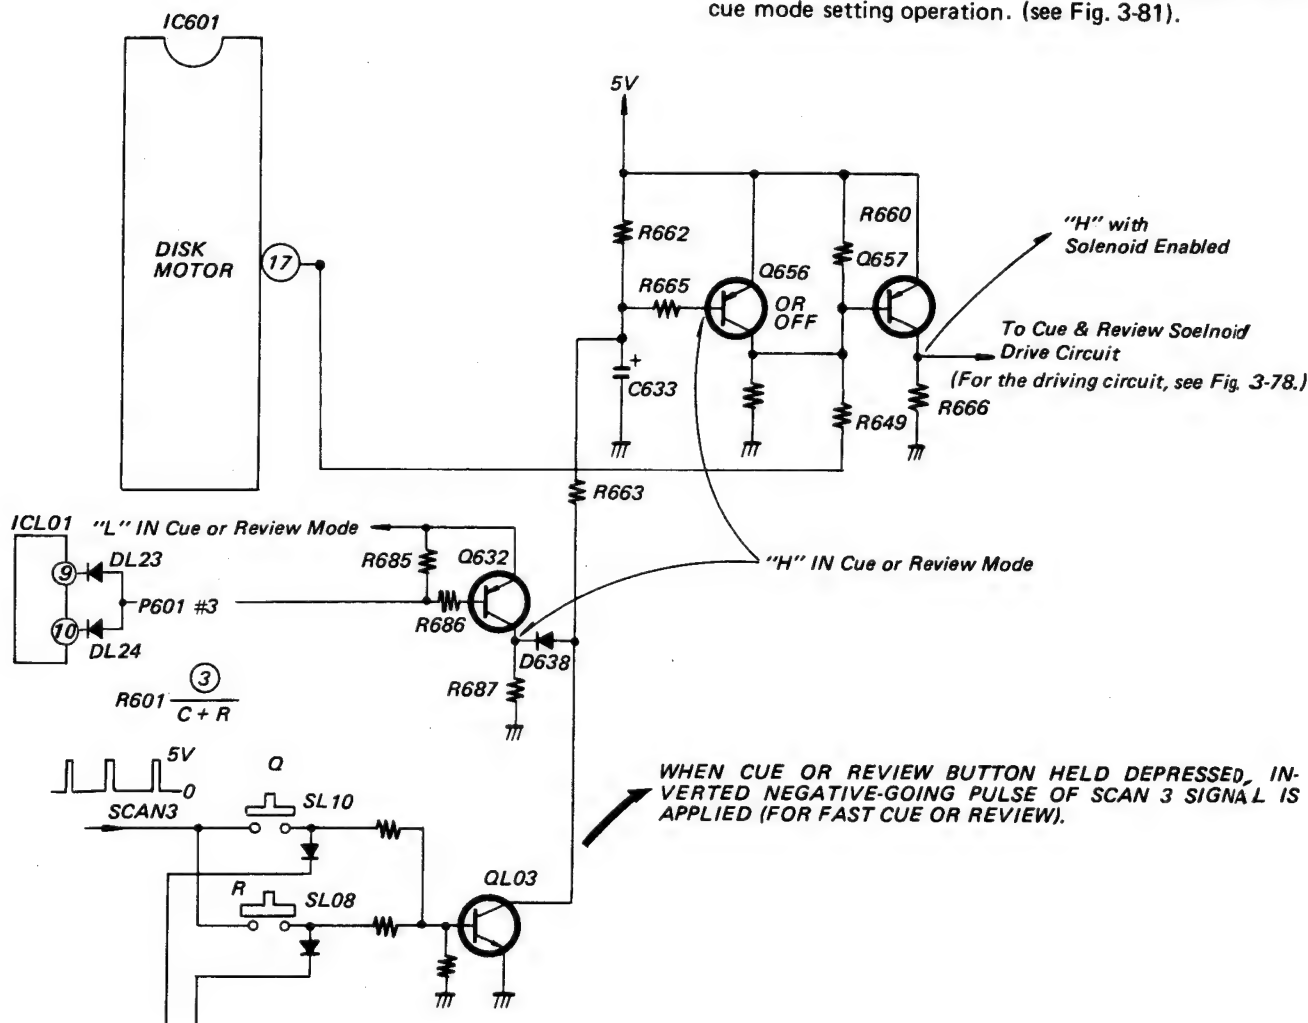 cue mode setting operation. (see Fig. 3-81).
IC601
5V
R662
R660
"H" with
Solenoid Enabled
DISK
MOTOR
17
Q656
Q657
R665
OR
OFF
To Cue & Review Soelnoid
Drive Circuit
(For the driving circuit, see Fig. 3-78.)
+
C633
R649
R666
R663
ICL01
"L" IN Cue or Review Mode
9
DL23
R685
Q632
"H" IN Cue or Review Mode
P601 #3
10
DL24
R686
D638
R687
R601
3
C + R
5V
0
SCAN3
Q
SL10
WHEN CUE OR REVIEW BUTTON HELD DEPRESSED, IN-
VERTED NEGATIVE-GOING PULSE OF SCAN 3 SIGNAL IS
APPLIED (FOR FAST CUE OR REVIEW).
R
SL08
QL03